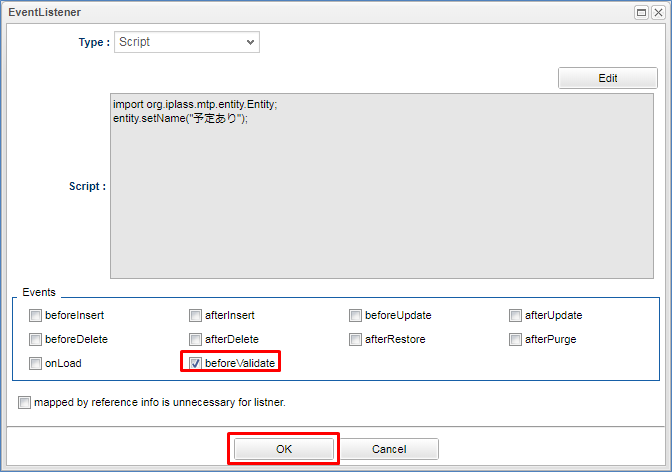 EventListener
Type : Script
Edit
import org.iplass.mtp.entity.Entity;
entity.setName("予定あり");
Script :
Events
beforeInsert afterInsert beforeUpdate afterUpdate
beforeDelete afterDelete afterRestore afterPurge
onLoad beforeValidate
mapped by reference info is unnecessary for listner.
OK Cancel